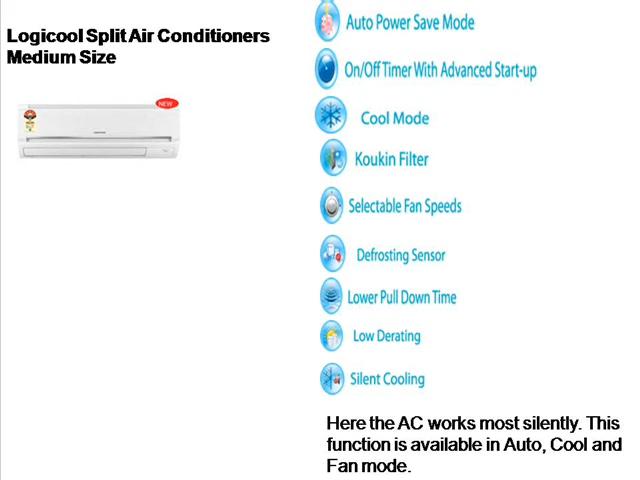 Logicool Split Air Conditioners
Medium Size
NEW
Auto Power Save Mode
On/Off Timer With Advanced Start-up
Cool Mode
Koukin Filter
Selectable Fan Speeds
Defrosting Sensor
Lower Pull Down Time
Low Derating
Silent Cooling
Here the AC works most silently. This
function is available in Auto, Cool and
Fan mode.